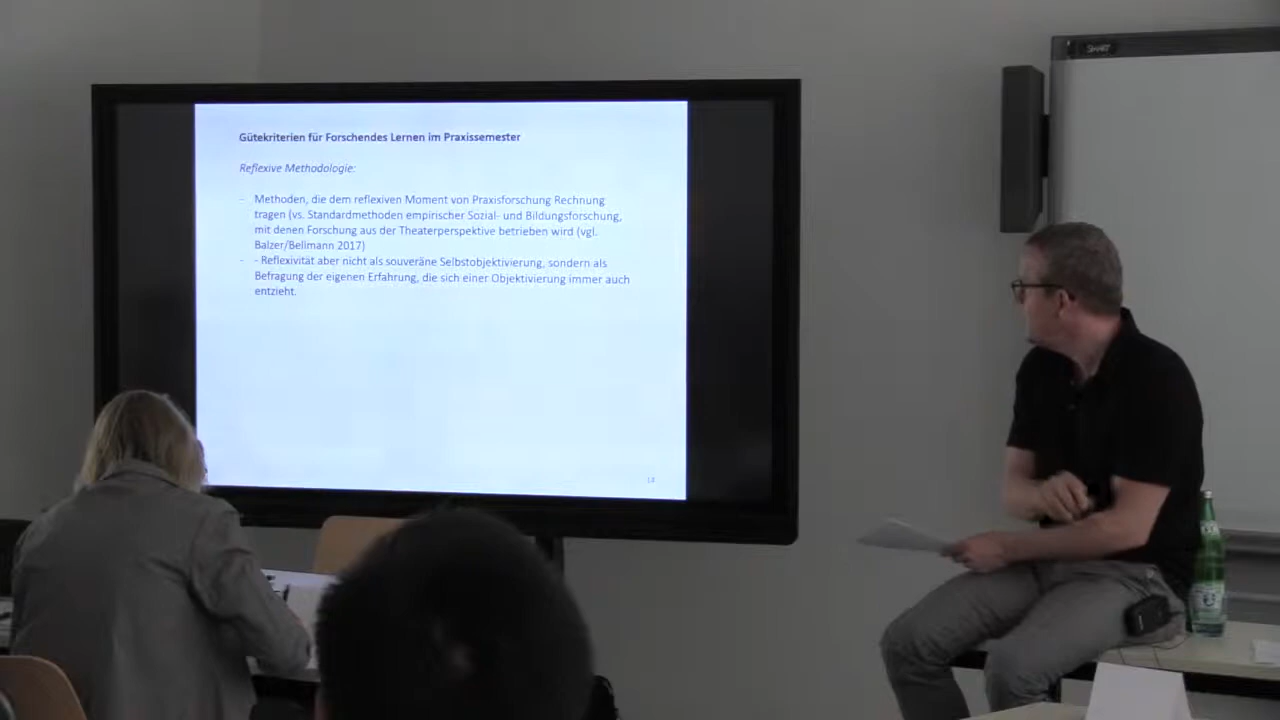 SMART
Gütekriterien für Forschendes Lernen im Praxissemester
Reflexive Methodologie:
- Methoden, die dem reflexiven Moment von Praxisforschung Rechnung
tragen (vs. Standardmethoden empirischer Sozial- und Bildungsforschung,
mit denen Forschung aus der Theaterperspektive betrieben wird (vgl.
Balzer/Bellmann 2017)
- - Reflexivität aber nicht als souveräne Selbstobjektivierung, sondern als
Befragung der eigenen Erfahrung, die sich einer Objektivierung immer auch
entzieht.
14